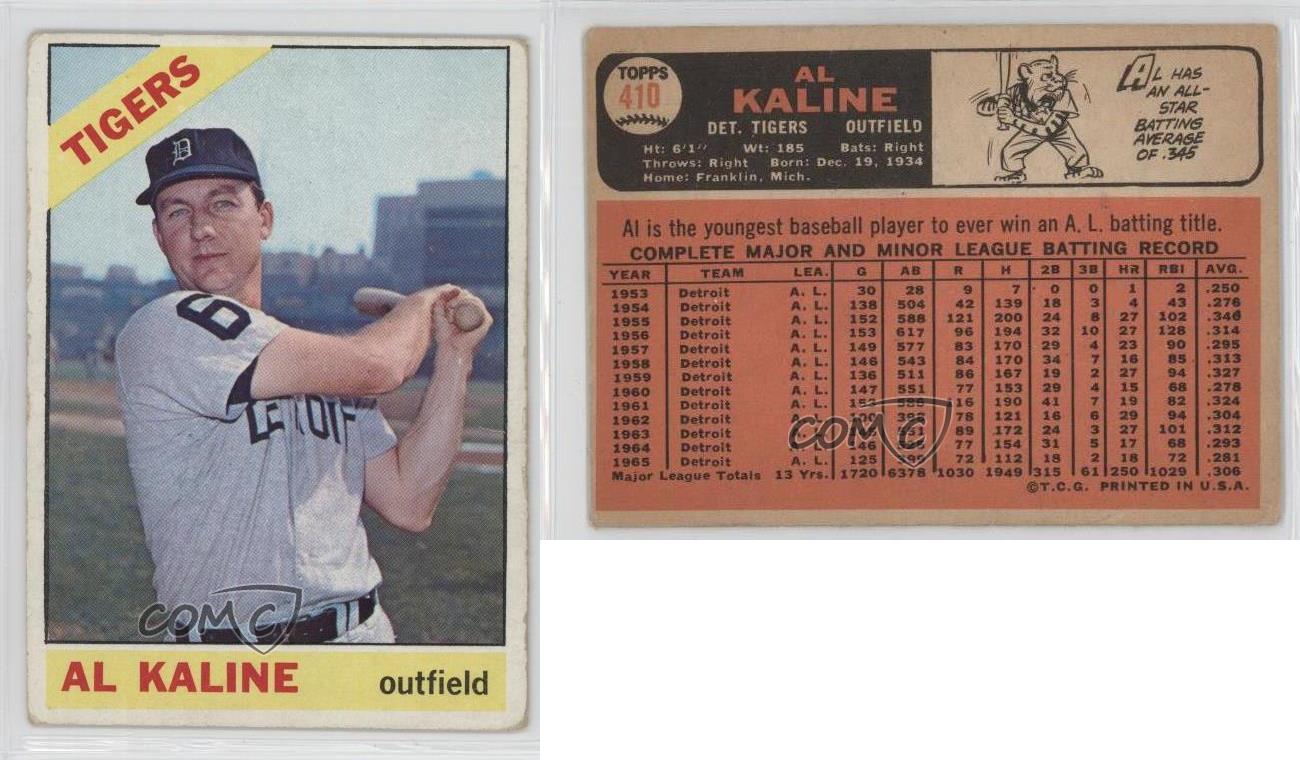 TIGERS
6
DETROIT
COMC
AL KALINE outfield
TOPPS
410
AL
KALINE
DET. TIGERS OUTFIELD
Ht: 6'1" Wt: 185 Bats: Right
Throws: Right Born: Dec. 19, 1934
Home: Franklin, Mich.
AL HAS
AN ALL-
STAR
BATTING
AVERAGE
OF .345
Al is the youngest baseball player to ever win an A. L. batting title.
COMPLETE MAJOR AND MINOR LEAGUE BATTING RECORD
YEAR TEAM LEA. G AB R H 2B 3B HR RBI AVG.
1953 Detroit A. L. 30 28 9 7 0 0 1 2 .250
1954 Detroit A. L. 138 504 42 139 18 3 4 43 .276
1955 Detroit A. L. 152 588 121 200 24 8 27 102 .340
1956 Detroit A. L. 153 617 96 194 32 10 27 128 .314
1957 Detroit A. L. 149 577 83 170 29 4 23 90 .295
1958 Detroit A. L. 146 543 84 170 34 7 16 85 .313
1959 Detroit A. L. 136 511 86 167 19 2 27 94 .327
1960 Detroit A. L. 147 551 77 153 29 4 15 68 .278
1961 Detroit A. L. 153 586 116 190 41 7 19 82 .324
1962 Detroit A. L. 100 398 78 121 16 6 29 94 .304
1963 Detroit 551 89 172 24 3 27 101 .312
1964 Detroit A. L. 146 77 154 31 5 17 68 .293
1965 Detroit A. L. 125 72 112 18 2 18 72 .281
Major League Totals 13 Yrs. 1720 6378 1030 1949 315 61 250 1029 .306
COMC
©T.C.G. PRINTED IN U.S.A.